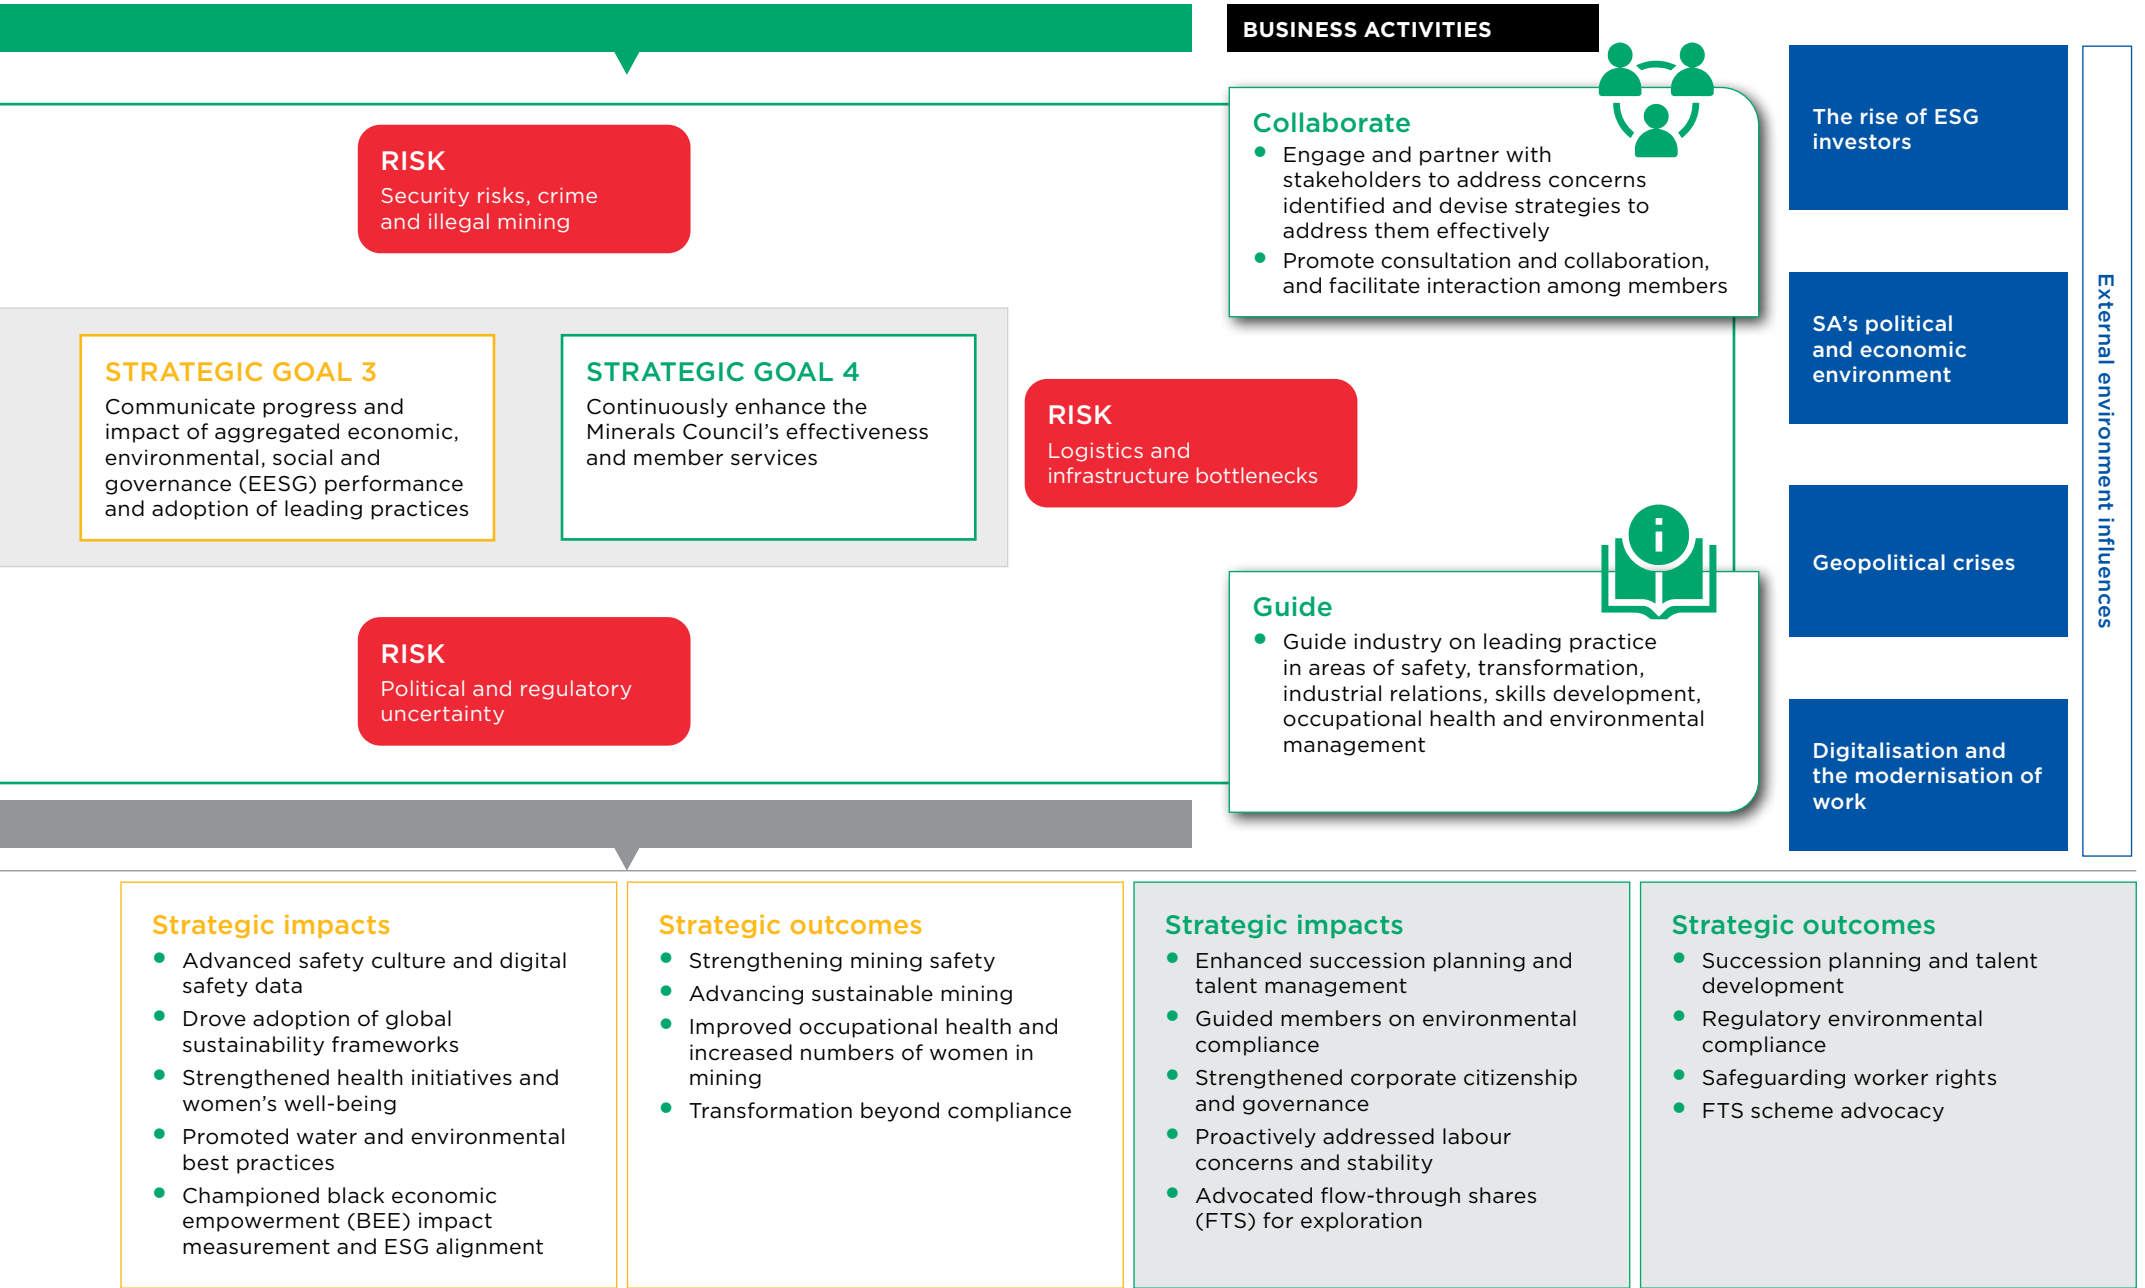 BUSINESS ACTIVITIES
RISK
Security risks, crime
and illegal mining
STRATEGIC GOAL 3
Communicate progress and
impact of aggregated economic,
environmental, social and
governance (EESG) performance
and adoption of leading practices
STRATEGIC GOAL 4
Continuously enhance the
Minerals Council's effectiveness
and member services
RISK
Logistics and
infrastructure bottlenecks
RISK
Political and regulatory
uncertainty
Collaborate
• Engage and partner with
stakeholders to address concerns
identified and devise strategies to
address them effectively
• Promote consultation and collaboration,
and facilitate interaction among members
Guide
• Guide industry on leading practice
in areas of safety, transformation,
industrial relations, skills development,
occupational health and environmental
management
The rise of ESG
investors
SA's political
and economic
environment
Geopolitical crises
Digitalisation and
the modernisation of
work
External environment influences
Strategic impacts
• Advanced safety culture and digital
safety data
• Drove adoption of global
sustainability frameworks
• Strengthened health initiatives and
women's well-being
• Promoted water and environmental
best practices
• Championed black economic
empowerment (BEE) impact
measurement and ESG alignment
Strategic outcomes
• Strengthening mining safety
• Advancing sustainable mining
• Improved occupational health and
increased numbers of women in
mining
• Transformation beyond compliance
Strategic impacts
• Enhanced succession planning and
talent management
• Guided members on environmental
compliance
• Strengthened corporate citizenship
and governance
• Proactively addressed labour
concerns and stability
• Advocated flow-through shares
(FTS) for exploration
Strategic outcomes
• Succession planning and talent
development
• Regulatory environmental
compliance
• Safeguarding worker rights
• FTS scheme advocacy